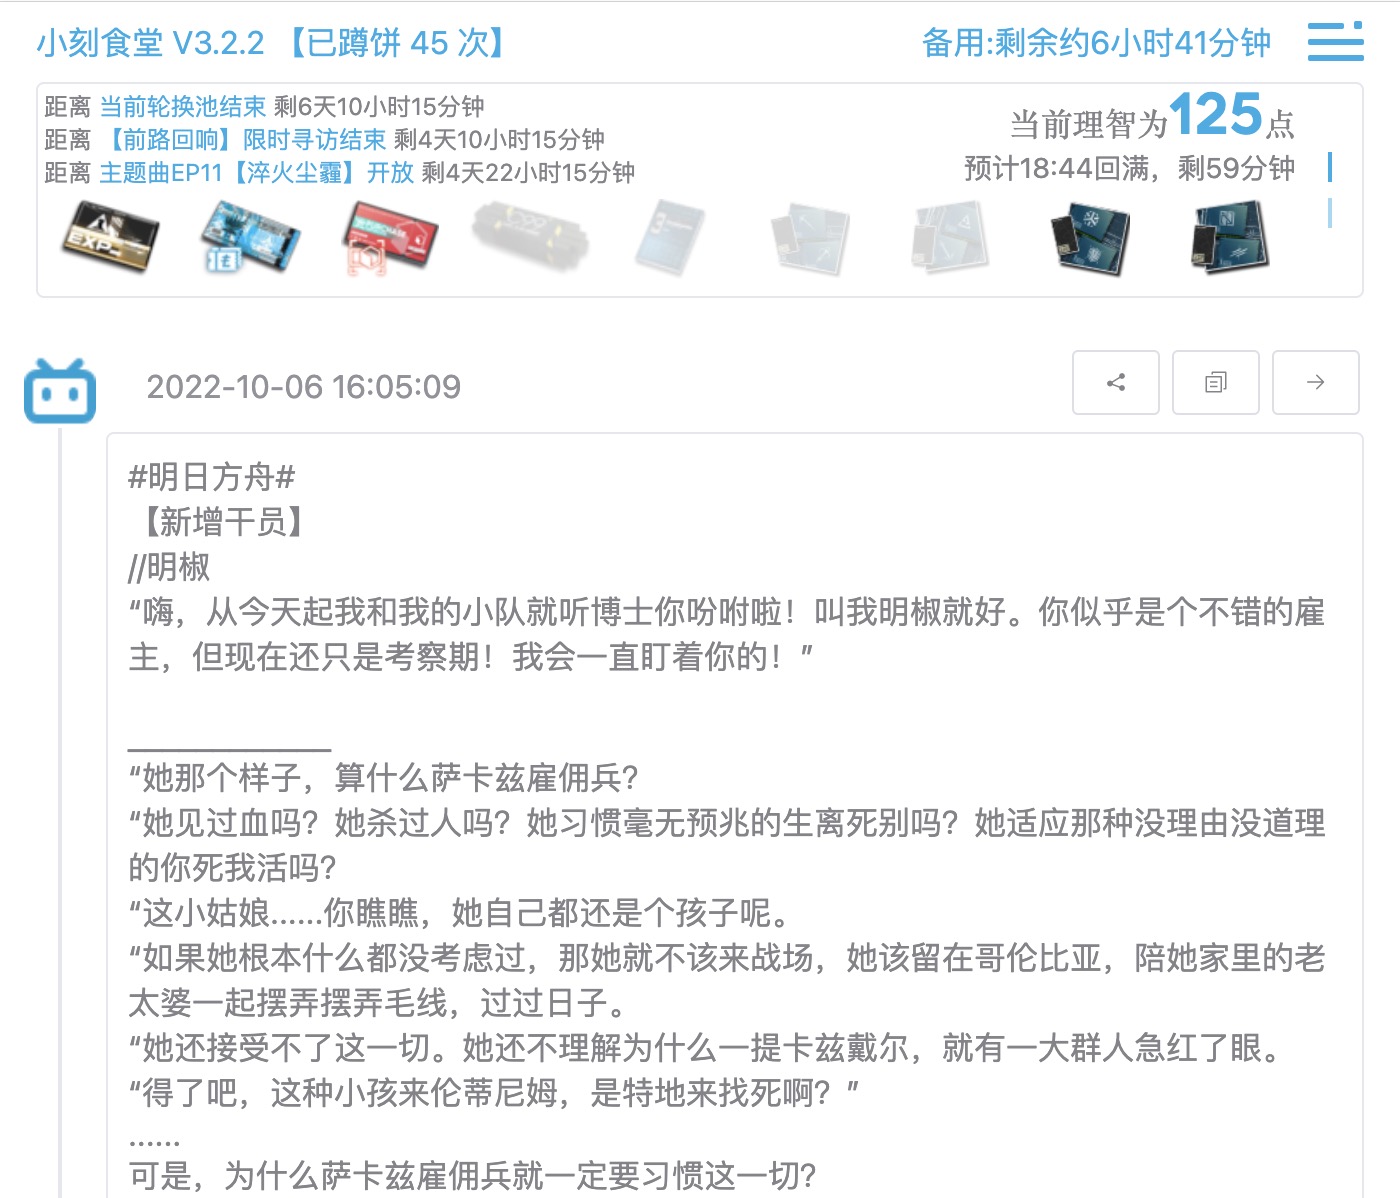 小刻食堂 V3.2.2 【已蹲饼 45 次】
备用:剩余约6小时41分钟
距离 当前轮换池结束 剩6天10小时15分钟
距离 【前路回响】限时寻访结束 剩4天10小时15分钟
距离 主题曲EP11【淬火尘霾】开放 剩4天22小时15分钟
当前理智为125点
预计18:44回满，剩59分钟
EXP
PURCHASE
2022-10-06 16:05:09
#明日方舟#
【新增干员】
//明椒
“嗨，从今天起我和我的小队就听博士你吩咐啦！叫我明椒就好。你似乎是个不错的雇
主，但现在还只是考察期！我会一直盯着你的！”
____________
“她那个样子，算什么萨卡兹雇佣兵？
“她见过血吗？她杀过人吗？她习惯毫无预兆的生离死别吗？她适应那种没理由没道理
的你死我活吗？
“这小姑娘……你瞧瞧，她自己都还是个孩子呢。
“如果她根本什么都没考虑过，那她就不该来战场，她该留在哥伦比亚，陪她家里的老
太婆一起摆弄摆弄毛线，过过日子。
“她还接受不了这一切。她还不理解为什么一提卡兹戴尔，就有一大群人急红了眼。
“得了吧，这种小孩来伦蒂尼姆，是特地来找死啊？”
……
可是，为什么萨卡兹雇佣兵就一定要习惯这一切？